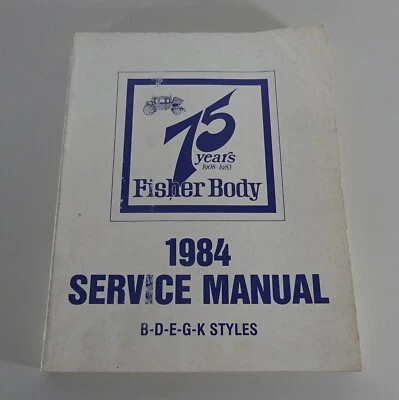 75
years
1908-1983
Fisher Body
1984
SERVICE MANUAL
B-D-E-G-K STYLES